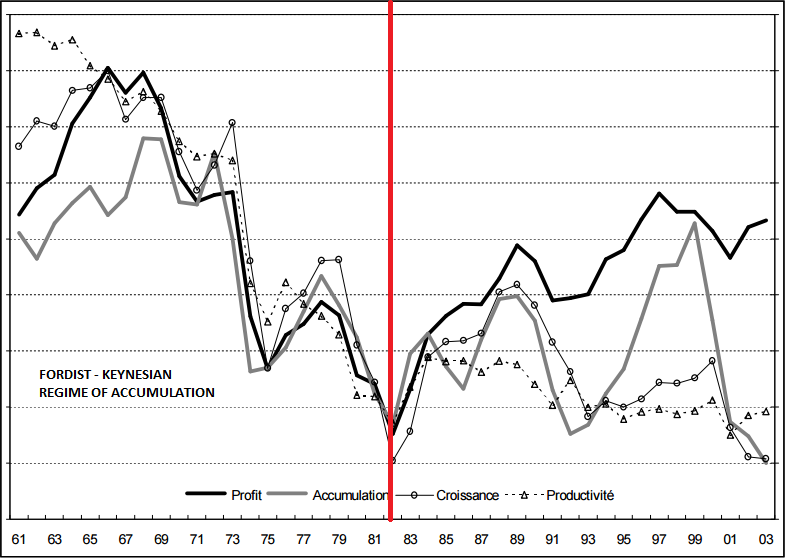 FORDIST - KEYNESIAN
REGIME OF ACCUMULATION
Profit Accumulation Croissance Productivité
61 63 65 67 69 71 73 75 77 79 81 83 85 87 89 91 93 95 97 99 01 03